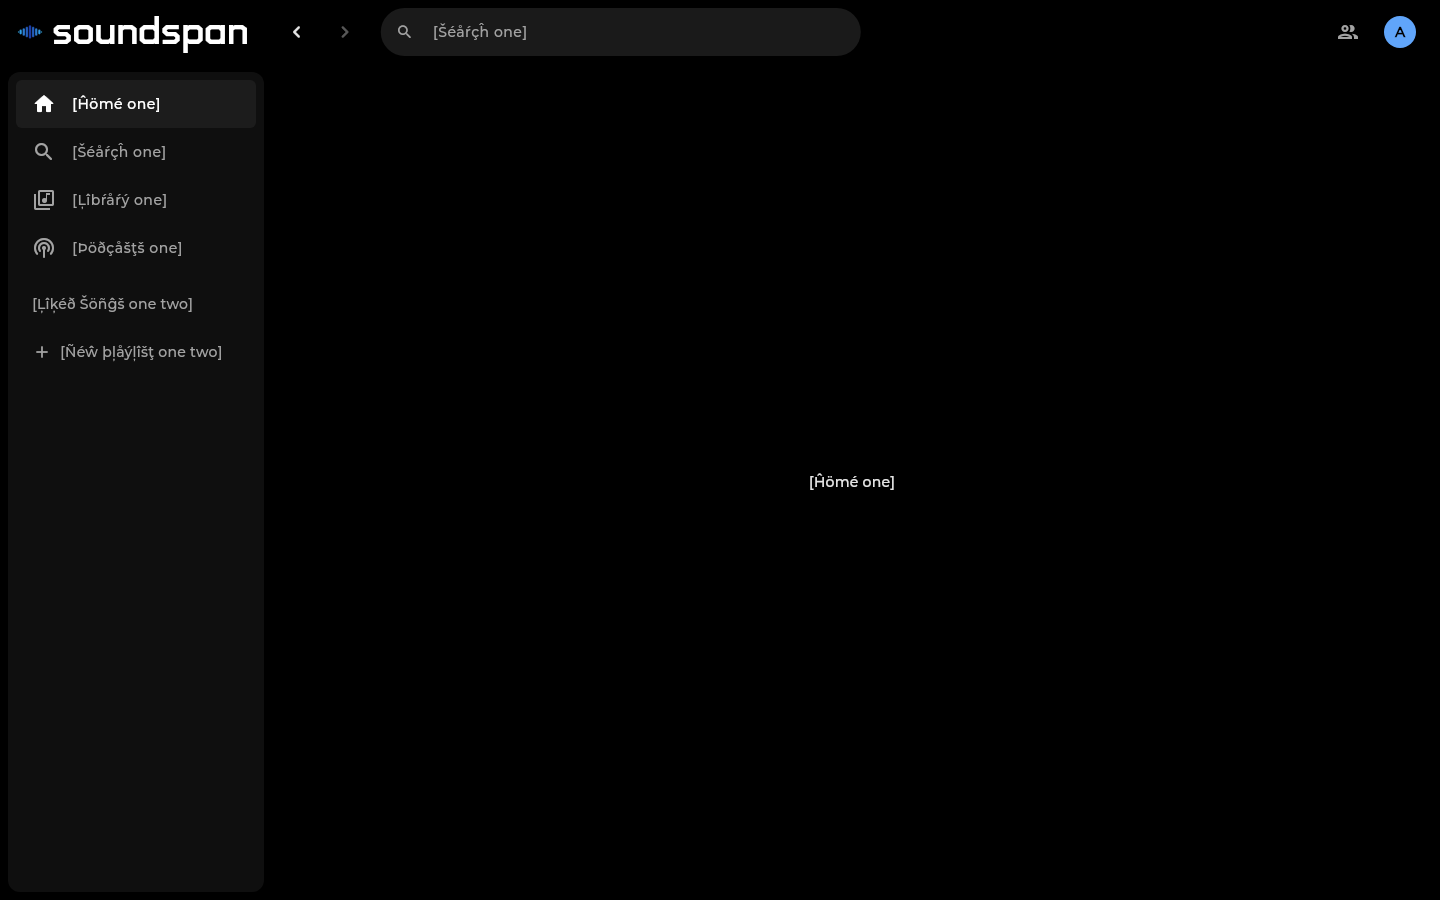 soundspan
[Šéåŕçĥ one]
A
[Ĥömé one]
[Šéåŕçĥ one]
[Ļîbŕåŕý one]
[Þöðçåšţš one]
[Ļîķéð Šöñĝš one two]
[Ñéŵ þļåýļîšţ one two]
[Ĥömé one]